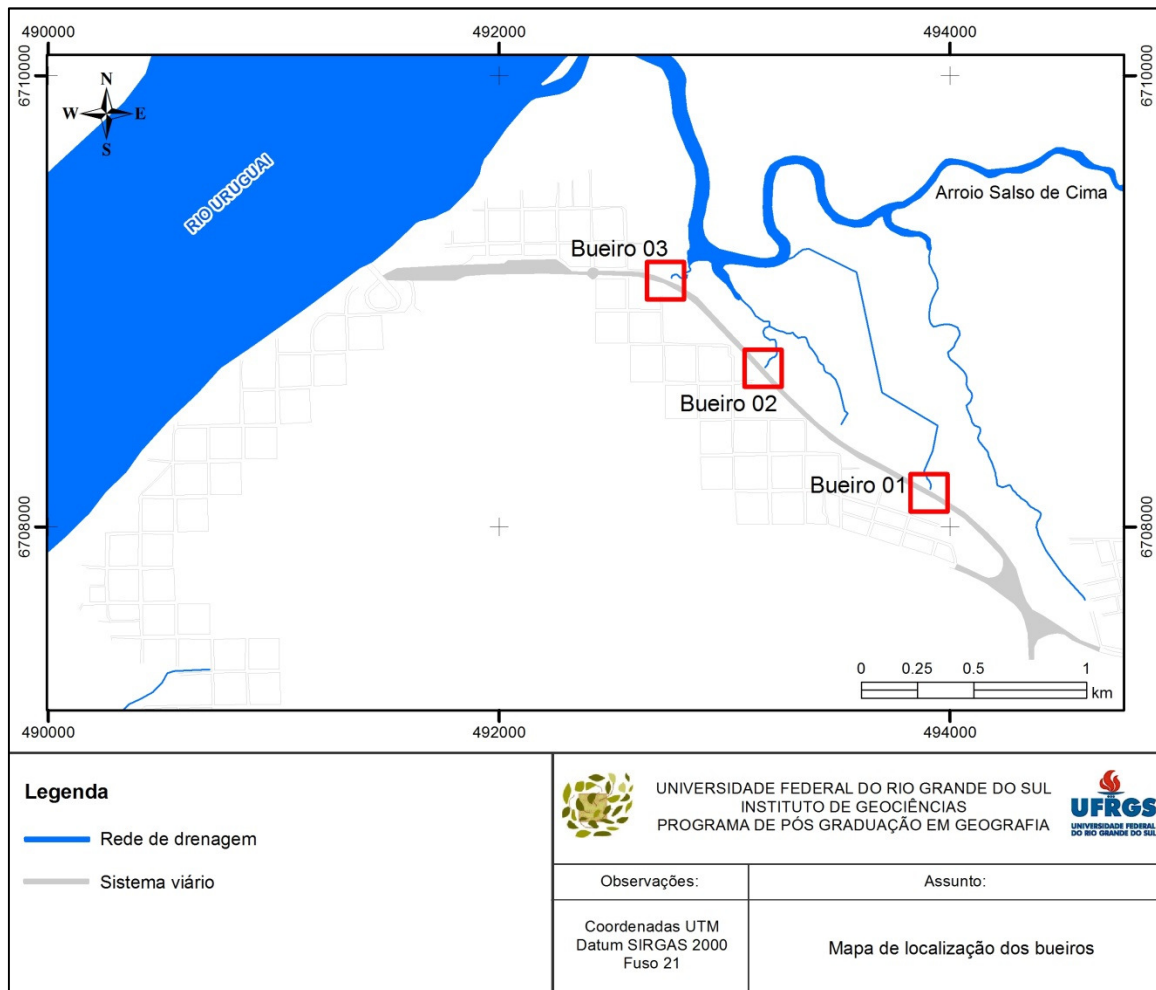 490000
492000
494000
6710000
6710000
N
W
E
S
RIO URUGUAI
Arroio Salso de Cima
Bueiro 03
Bueiro 02
Bueiro 01
6708000
6708000
0
0.25
0.5
1
km
490000
492000
494000
Legenda
Rede de drenagem
Sistema viário
UNIVERSIDADE FEDERAL DO RIO GRANDE DO SUL
INSTITUTO DE GEOCIÊNCIAS
PROGRAMA DE PÓS GRADUAÇÃO EM GEOGRAFIA
UFRGS
UNIVERSIDADE FEDERAL
DO RIO GRANDE DO SUL
Observações:
Assunto:
Coordenadas UTM
Datum SIRGAS 2000
Fuso 21
Mapa de localização dos bueiros